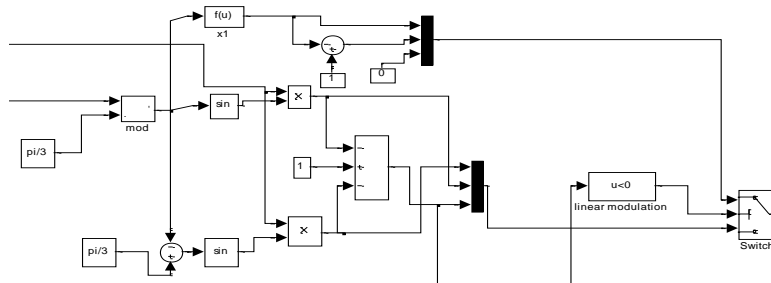 f(u)
x1
1
0
sin
X
mod
pi/3
1
u<0
linear modulation
X
pi/3
sin
Switch